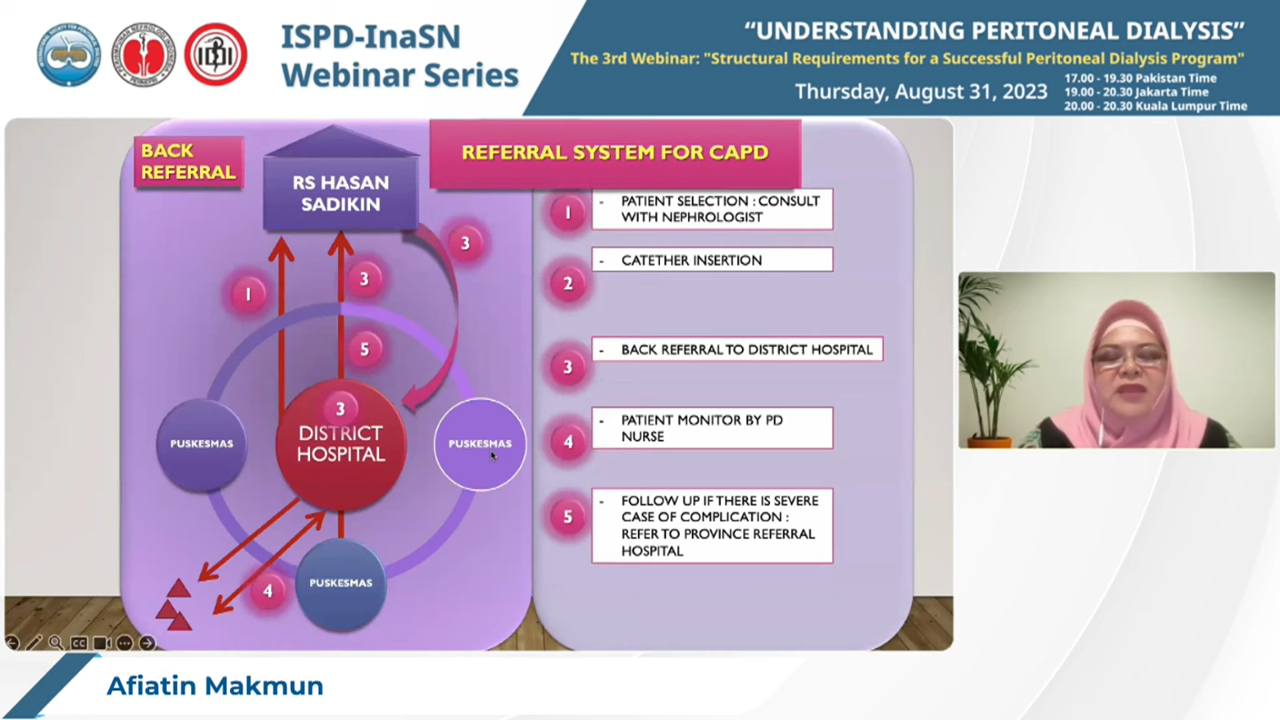 ISPD-InaSN
Webinar Series
“UNDERSTANDING PERITONEAL DIALYSIS”
The 3rd Webinar: "Structural Requirements for a Successful Peritoneal Dialysis Program"
Thursday, August 31, 2023
17.00 - 19.30 Pakistan Time
19.00 - 20.30 Jakarta Time
20.00 - 20.30 Kuala Lumpur Time
BACK
REFERRAL
RS HASAN
SADIKIN
1
3
3
5
3
DISTRICT
HOSPITAL
PUSKESMAS
PUSKESMAS
PUSKESMAS
4
REFERRAL SYSTEM FOR CAPD
1
- PATIENT SELECTION : CONSULT
WITH NEPHROLOGIST
2
- CATETHER INSERTION
3
- BACK REFERRAL TO DISTRICT HOSPITAL
4
- PATIENT MONITOR BY PD
NURSE
5
- FOLLOW UP IF THERE IS SEVERE
CASE OF COMPLICATION :
REFER TO PROVINCE REFERRAL
HOSPITAL
CC
Afiatin Makmun